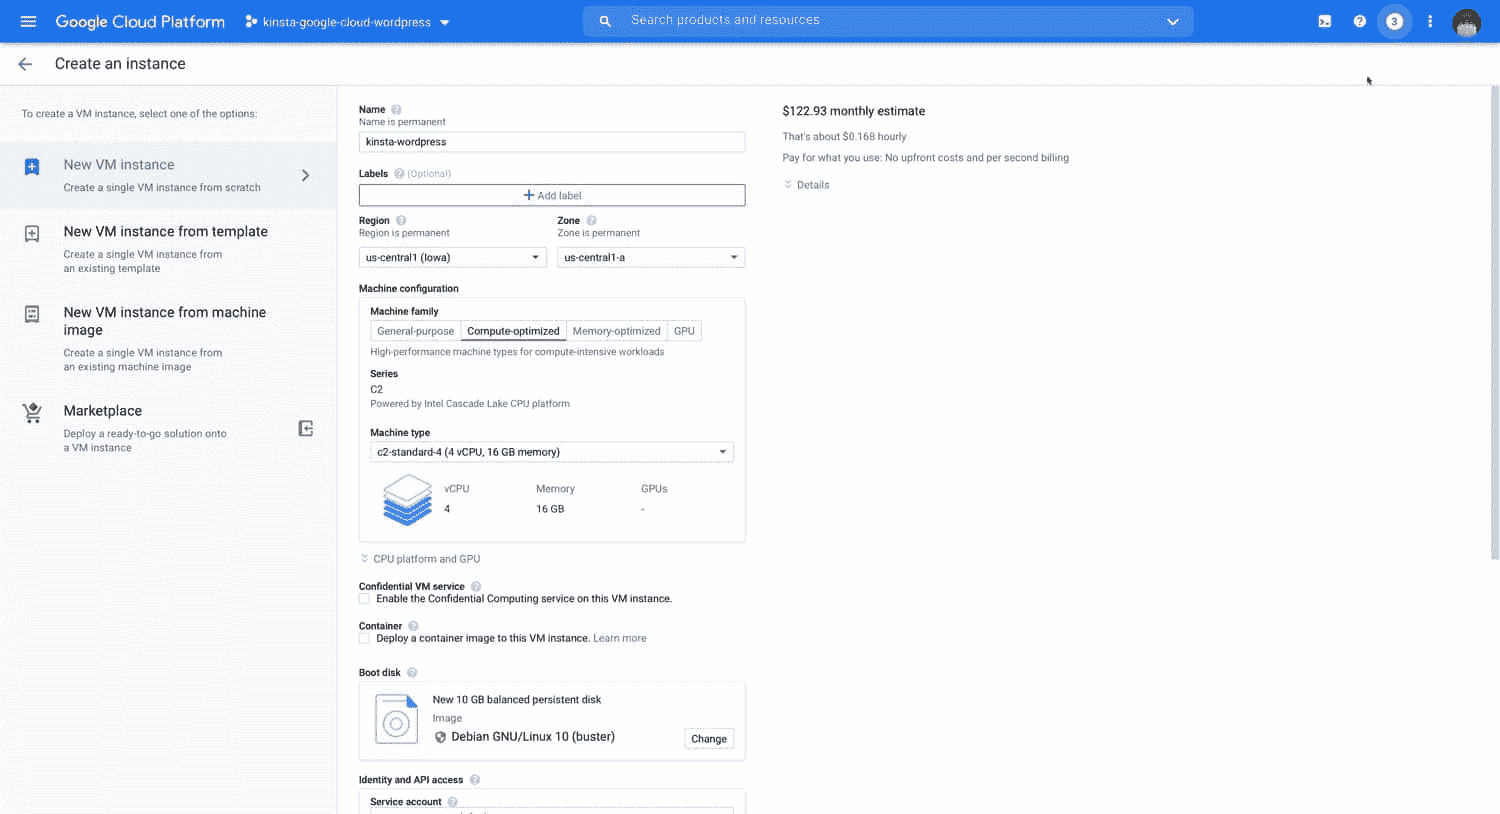 Google Cloud Platform
kinsta-google-cloud-wordpress
Search products and resources
3
Create an instance
To create a VM instance, select one of the options:
New VM instance
Create a single VM instance from scratch
New VM instance from template
Create a single VM instance from
an existing template
New VM instance from machine
image
Create a single VM instance from
an existing machine image
Marketplace
Deploy a ready-to-go solution onto
a VM instance
Name
Name is permanent
kinsta-wordpress
Labels (Optional)
Add label
Region
Region is permanent
us-central1 (Iowa)
Zone
Zone is permanent
us-central1-a
Machine configuration
Machine family
General-purpose Compute-optimized Memory-optimized GPU
High-performance machine types for compute-intensive workloads
Series
C2
Powered by Intel Cascade Lake CPU platform
Machine type
c2-standard-4 (4 vCPU, 16 GB memory)
vCPU Memory GPUs
4 16 GB -
CPU platform and GPU
Confidential VM service
Enable the Confidential Computing service on this VM instance.
Container
Deploy a container image to this VM instance. Learn more
Boot disk
New 10 GB balanced persistent disk
Image
Debian GNU/Linux 10 (buster)
Change
Identity and API access
Service account
$122.93 monthly estimate
That's about $0.168 hourly
Pay for what you use: No upfront costs and per second billing
Details